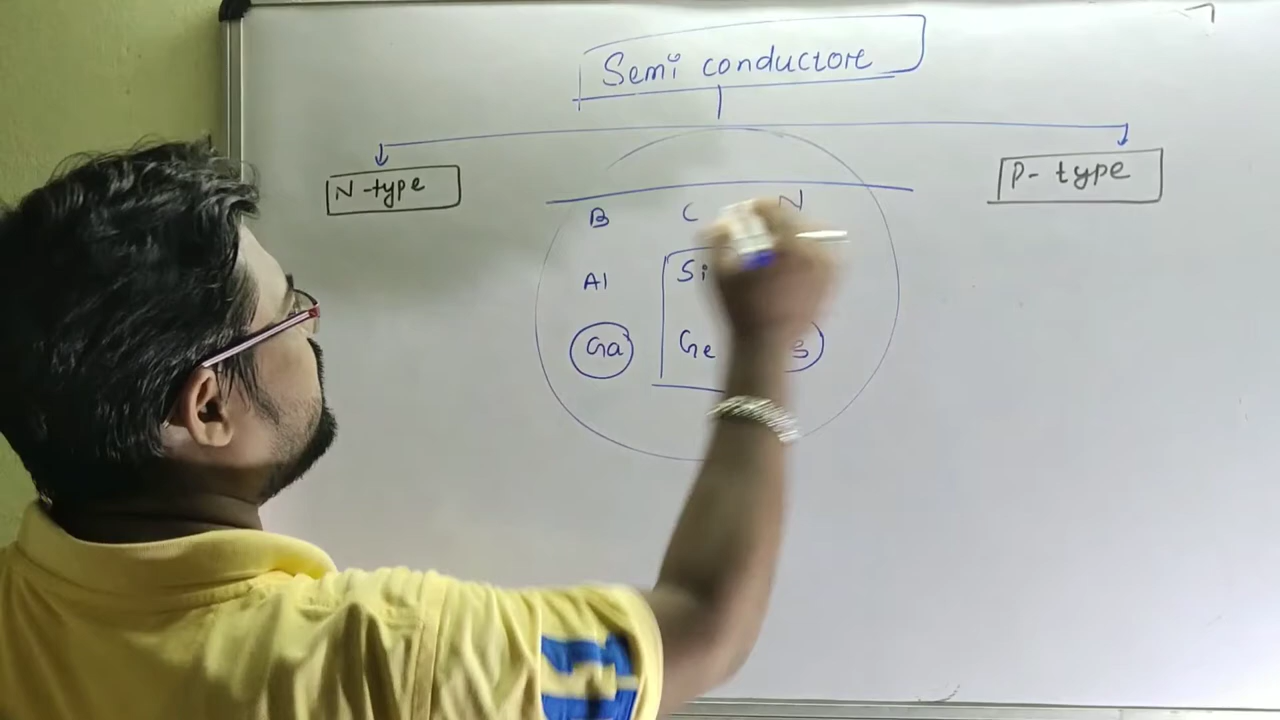 Semi conductore
N-type
P- type
B C N
Al Si
Ga Ge